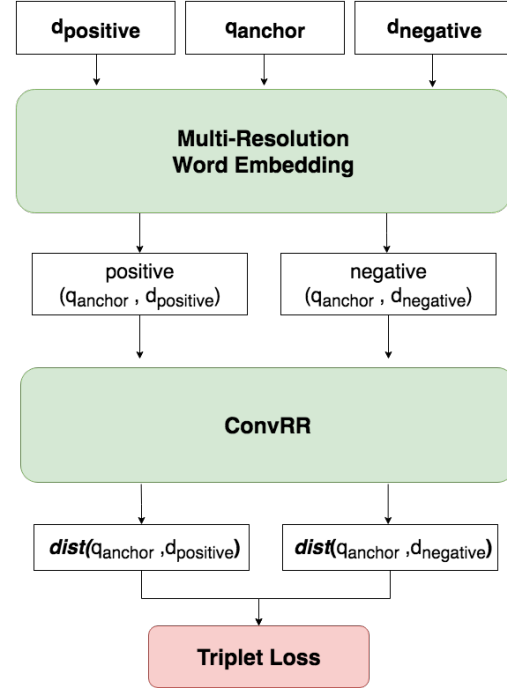 dpositive
qanchor
dnegative
Multi-Resolution
Word Embedding
positive
(qanchor , dpositive)
negative
(qanchor , dnegative)
ConvRR
dist(qanchor ,dpositive)
dist(qanchor ,dnegative)
Triplet Loss